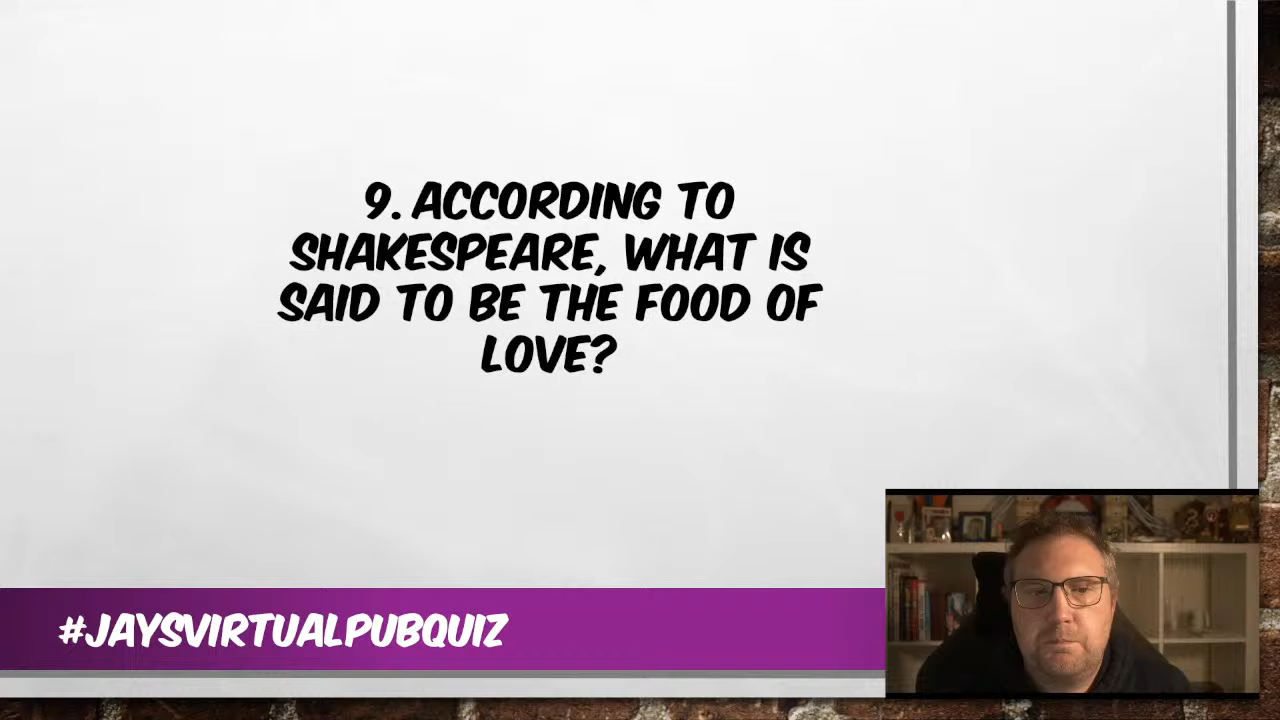 9. ACCORDING TO
SHAKESPEARE, WHAT IS
SAID TO BE THE FOOD OF
LOVE?
#JAYSVIRTUALPUBQUIZ